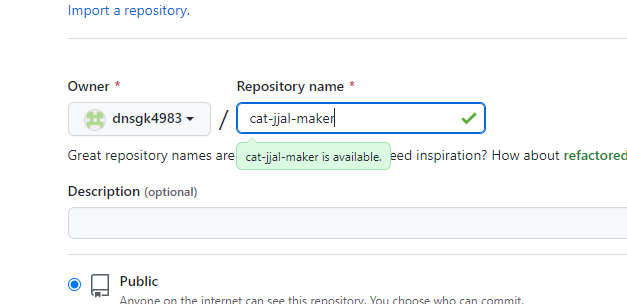 Import a repository.
Owner * Repository name *
dnsgk4983 / cat-jjal-maker
Great repository names are eed inspiration? How about refactored
cat-jjal-maker is available.
Description (optional)
Public
Anyone on the internet can see this repository. You choose who can commit.